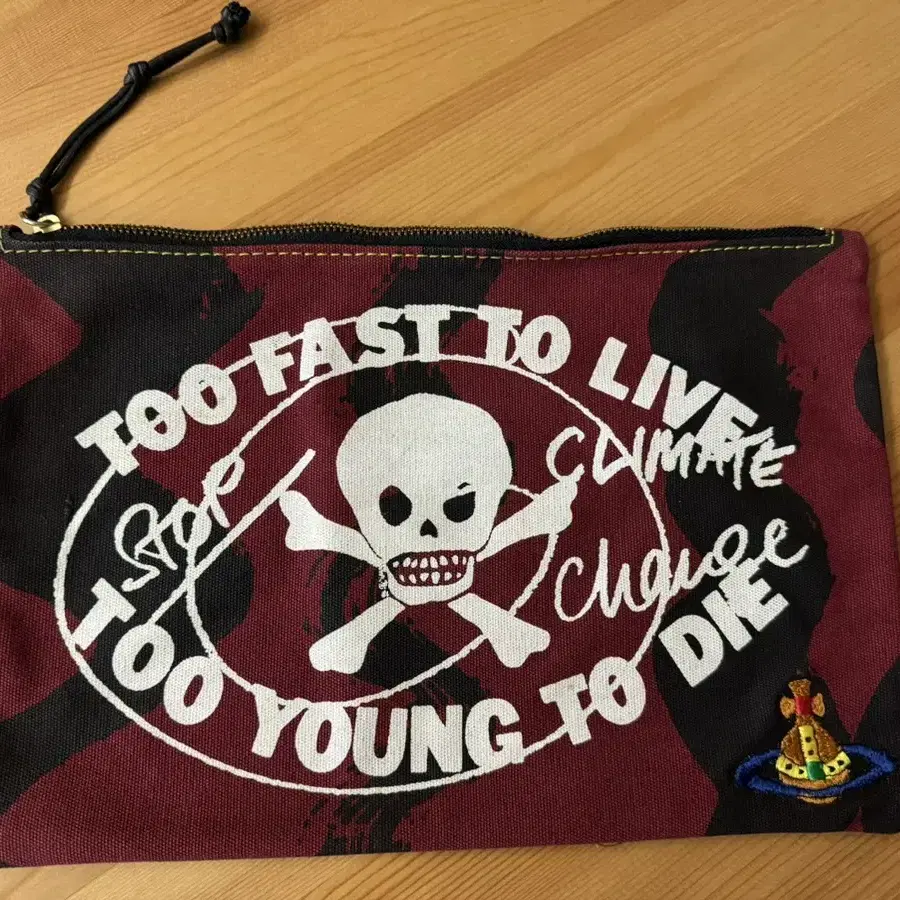 TOO FAST TO LIVE
STOP
CLIMATE
Change
TOO YOUNG TO DIE